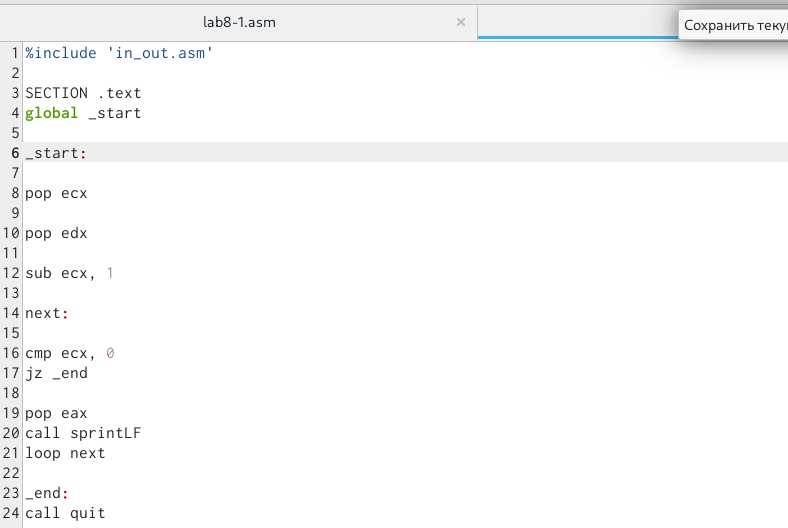 lab8-1.asm ×
Сохранить теку
1 %include 'in_out.asm'
2
3 SECTION .text
4 global _start
5
6 _start:
7
8 pop ecx
9
10 pop edx
11
12 sub ecx, 1
13
14 next:
15
16 cmp ecx, 0
17 jz _end
18
19 pop eax
20 call sprintLF
21 loop next
22
23 _end:
24 call quit